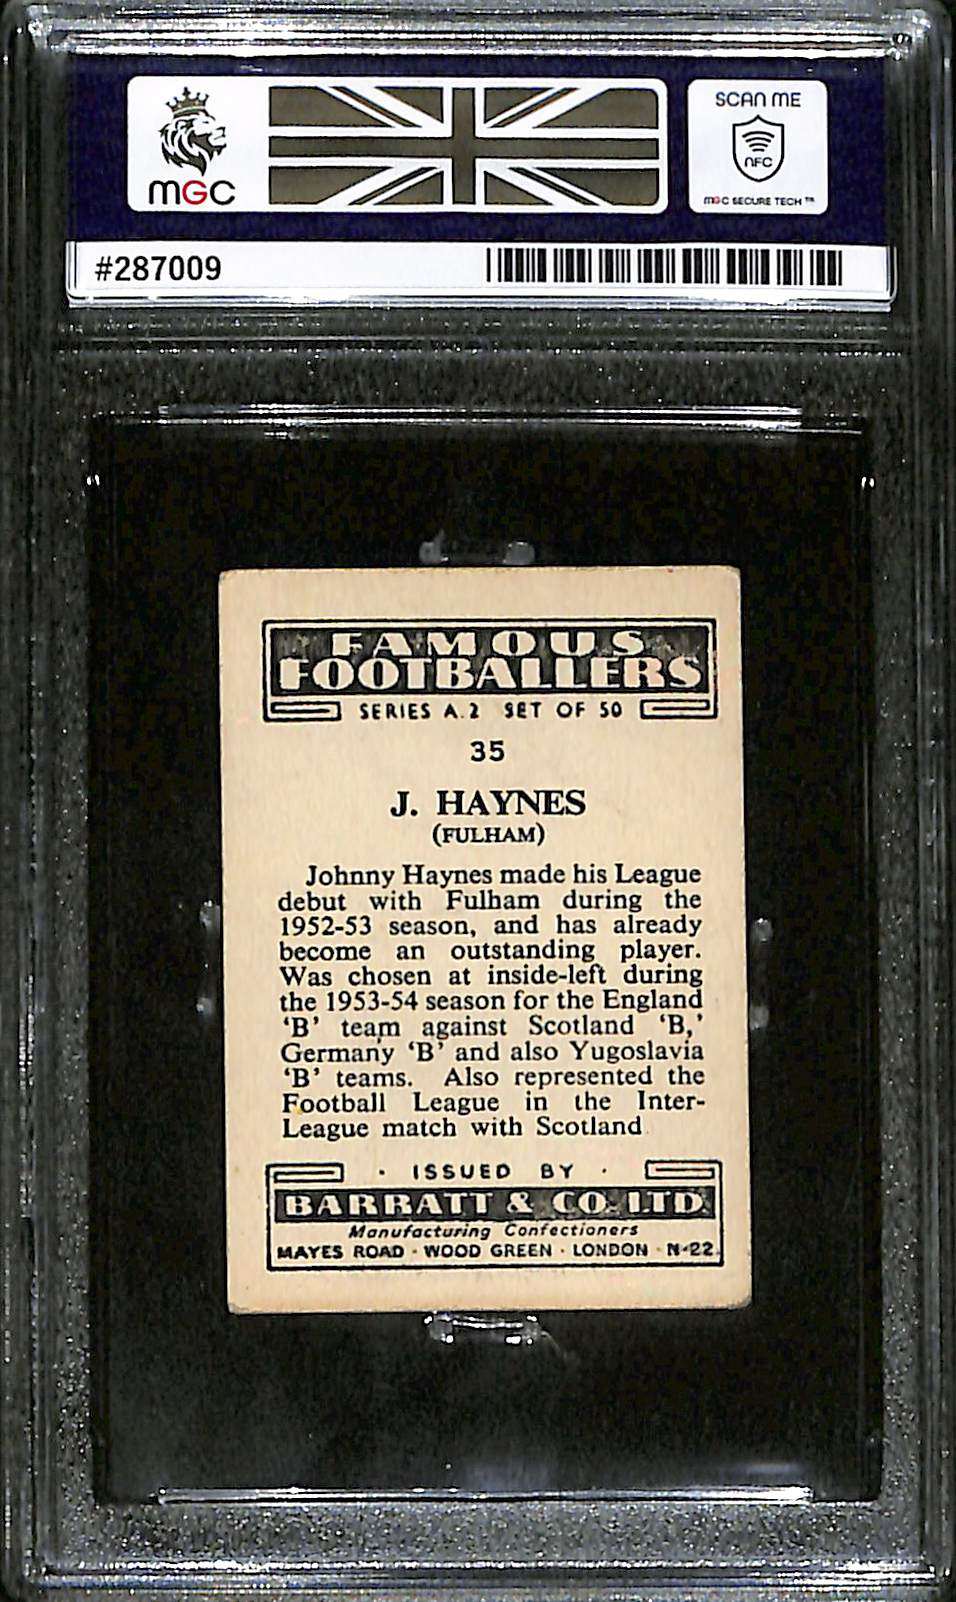 MGC
SCAN ME
NFC
MGC SECURE TECH ™
#287009
FAMOUS
FOOTBALLERS
SERIES A.2 SET OF 50
35
J. HAYNES
(FULHAM)
Johnny Haynes made his League
debut with Fulham during the
1952-53 season, and has already
become an outstanding player.
Was chosen at inside-left during
the 1953-54 season for the England
‘B’ team against Scotland ‘B,’
Germany ‘B’ and also Yugoslavia
‘B’ teams. Also represented the
Football League in the Inter-
League match with Scotland
· ISSUED BY ·
BARRATT & CO. LTD.
Manufacturing Confectioners
MAYES ROAD · WOOD GREEN · LONDON · N·22.